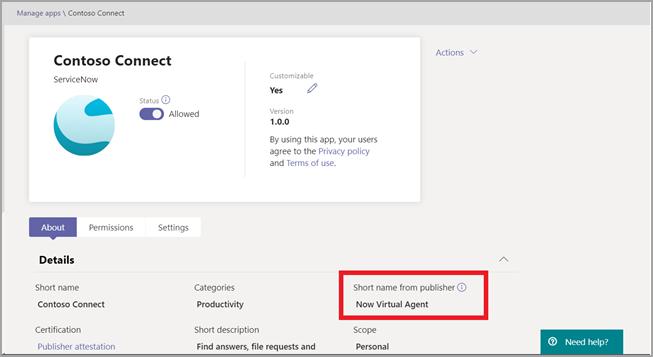 Manage apps \ Contoso Connect
Contoso Connect
ServiceNow
Status
Allowed
Customizable
Yes
Version
1.0.0
By using this app, your users
agree to the Privacy policy
and Terms of use.
Actions
About
Permissions
Settings
Details
Short name
Categories
Short name from publisher
Contoso Connect
Productivity
Now Virtual Agent
Certification
Short description
Scope
Publisher attestation
Find answers, file requests and
Personal
Need help?